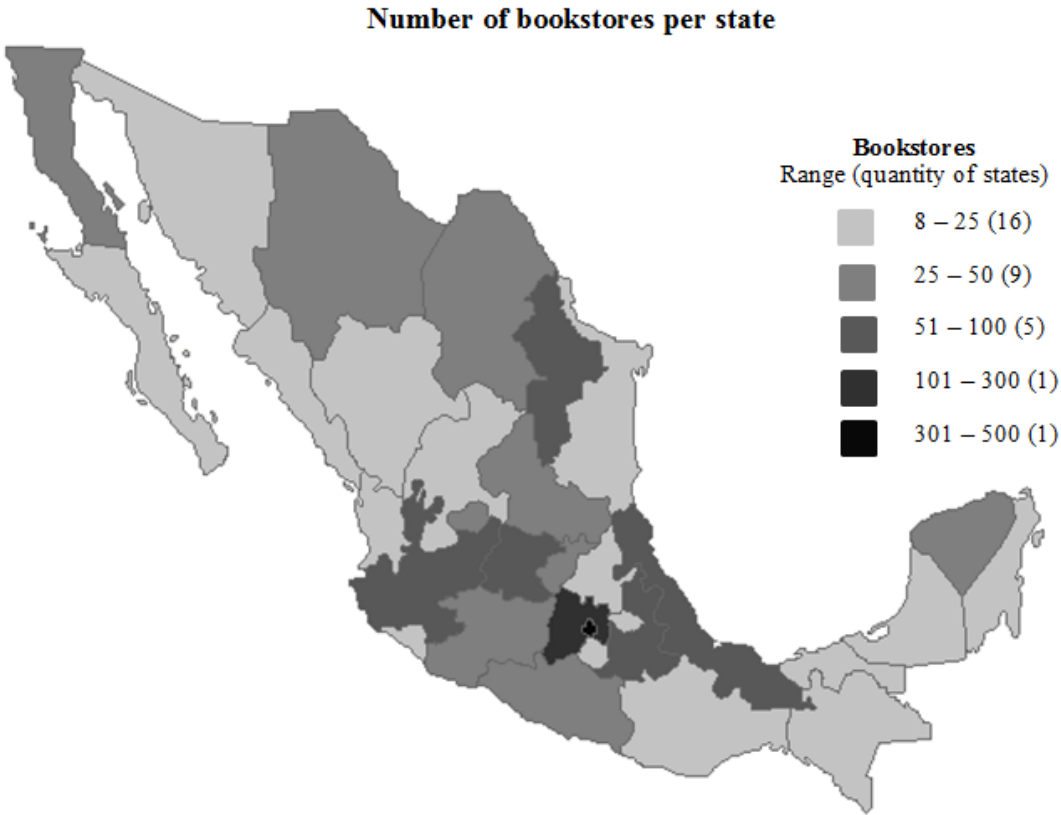 Number of bookstores per state
Bookstores
Range (quantity of states)
8 – 25 (16)
25 – 50 (9)
51 – 100 (5)
101 – 300 (1)
301 – 500 (1)